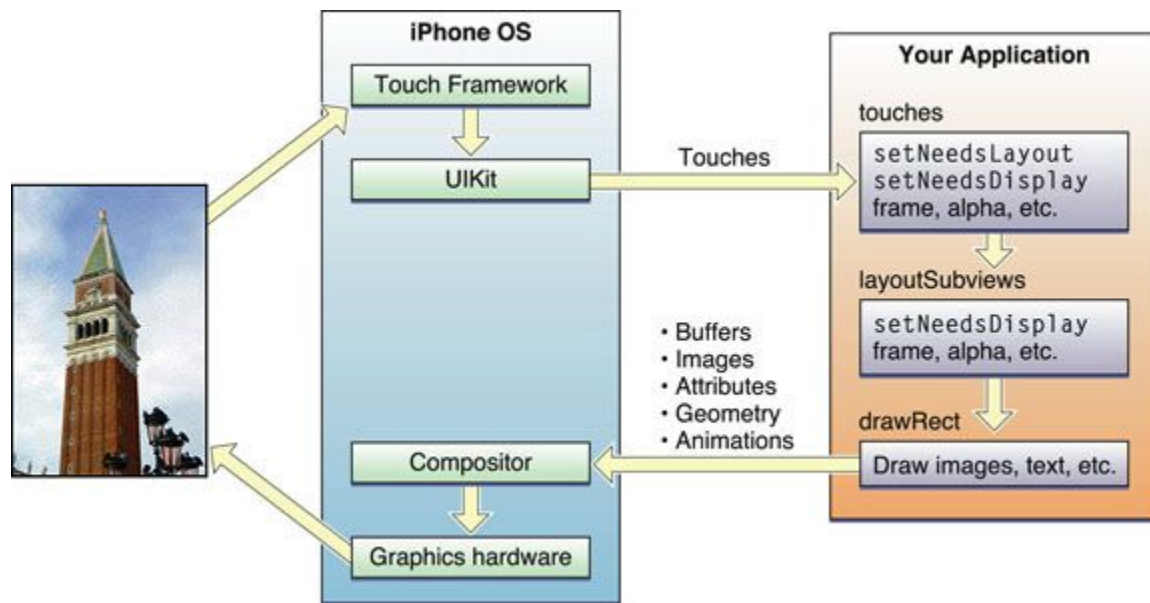 iPhone OS
Touch Framework
UIKit
Touches
Your Application
touches
setNeedsLayout
setNeedsDisplay
frame, alpha, etc.
layoutSubviews
setNeedsDisplay
frame, alpha, etc.
drawRect
Draw images, text, etc.
• Buffers
• Images
• Attributes
• Geometry
• Animations
Compositor
Graphics hardware